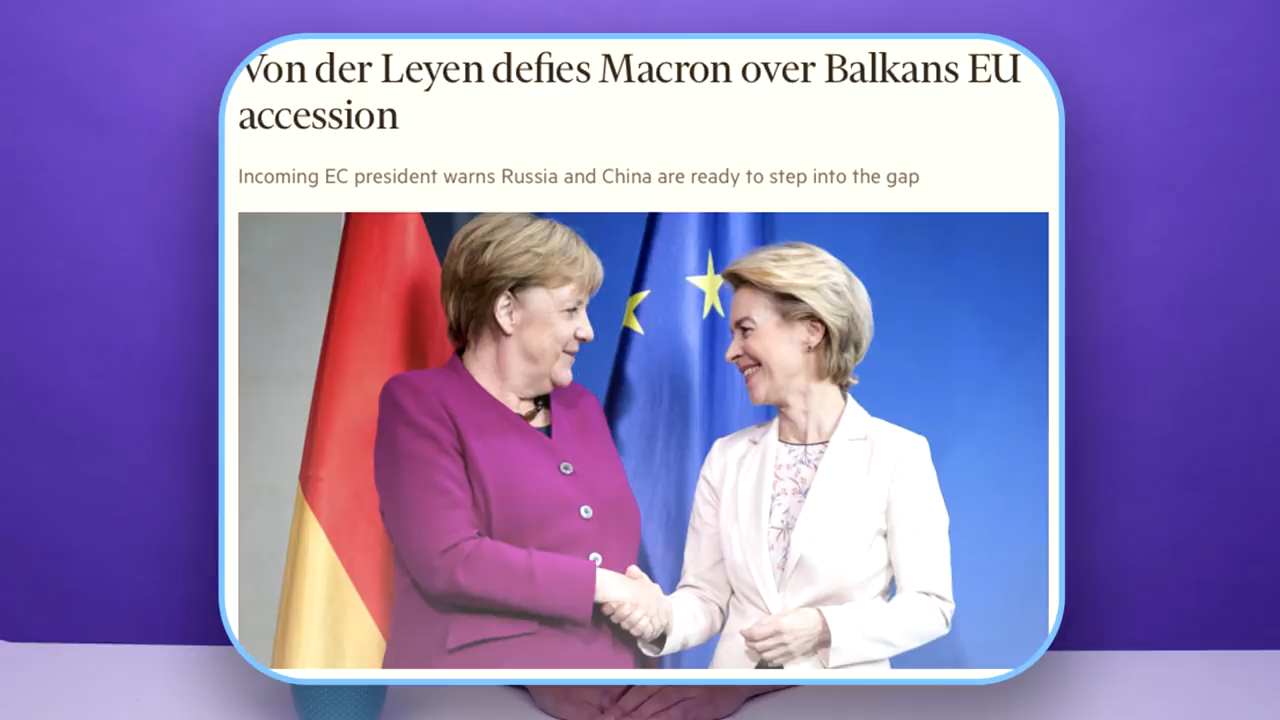 Von der Leyen defies Macron over Balkans EU
accession
Incoming EC president warns Russia and China are ready to step into the gap